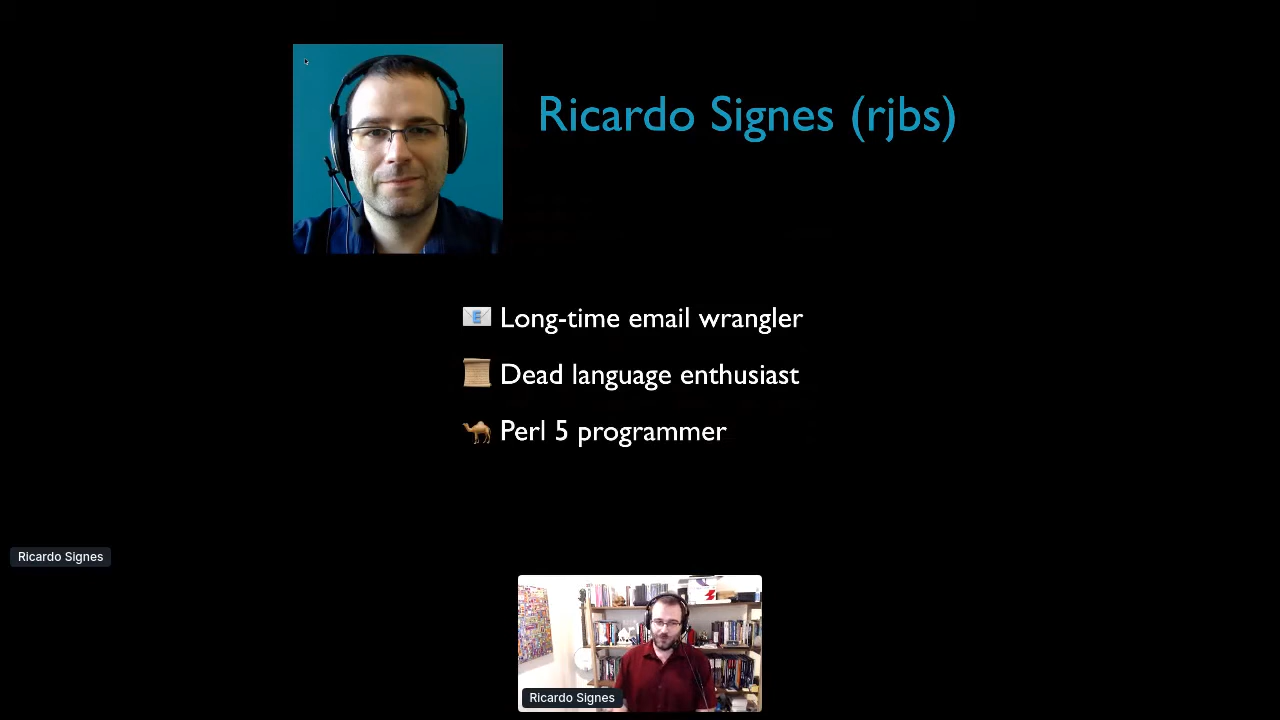 Ricardo Signes (rjbs)
Long-time email wrangler
Dead language enthusiast
Perl 5 programmer
Ricardo Signes
Ricardo Signes